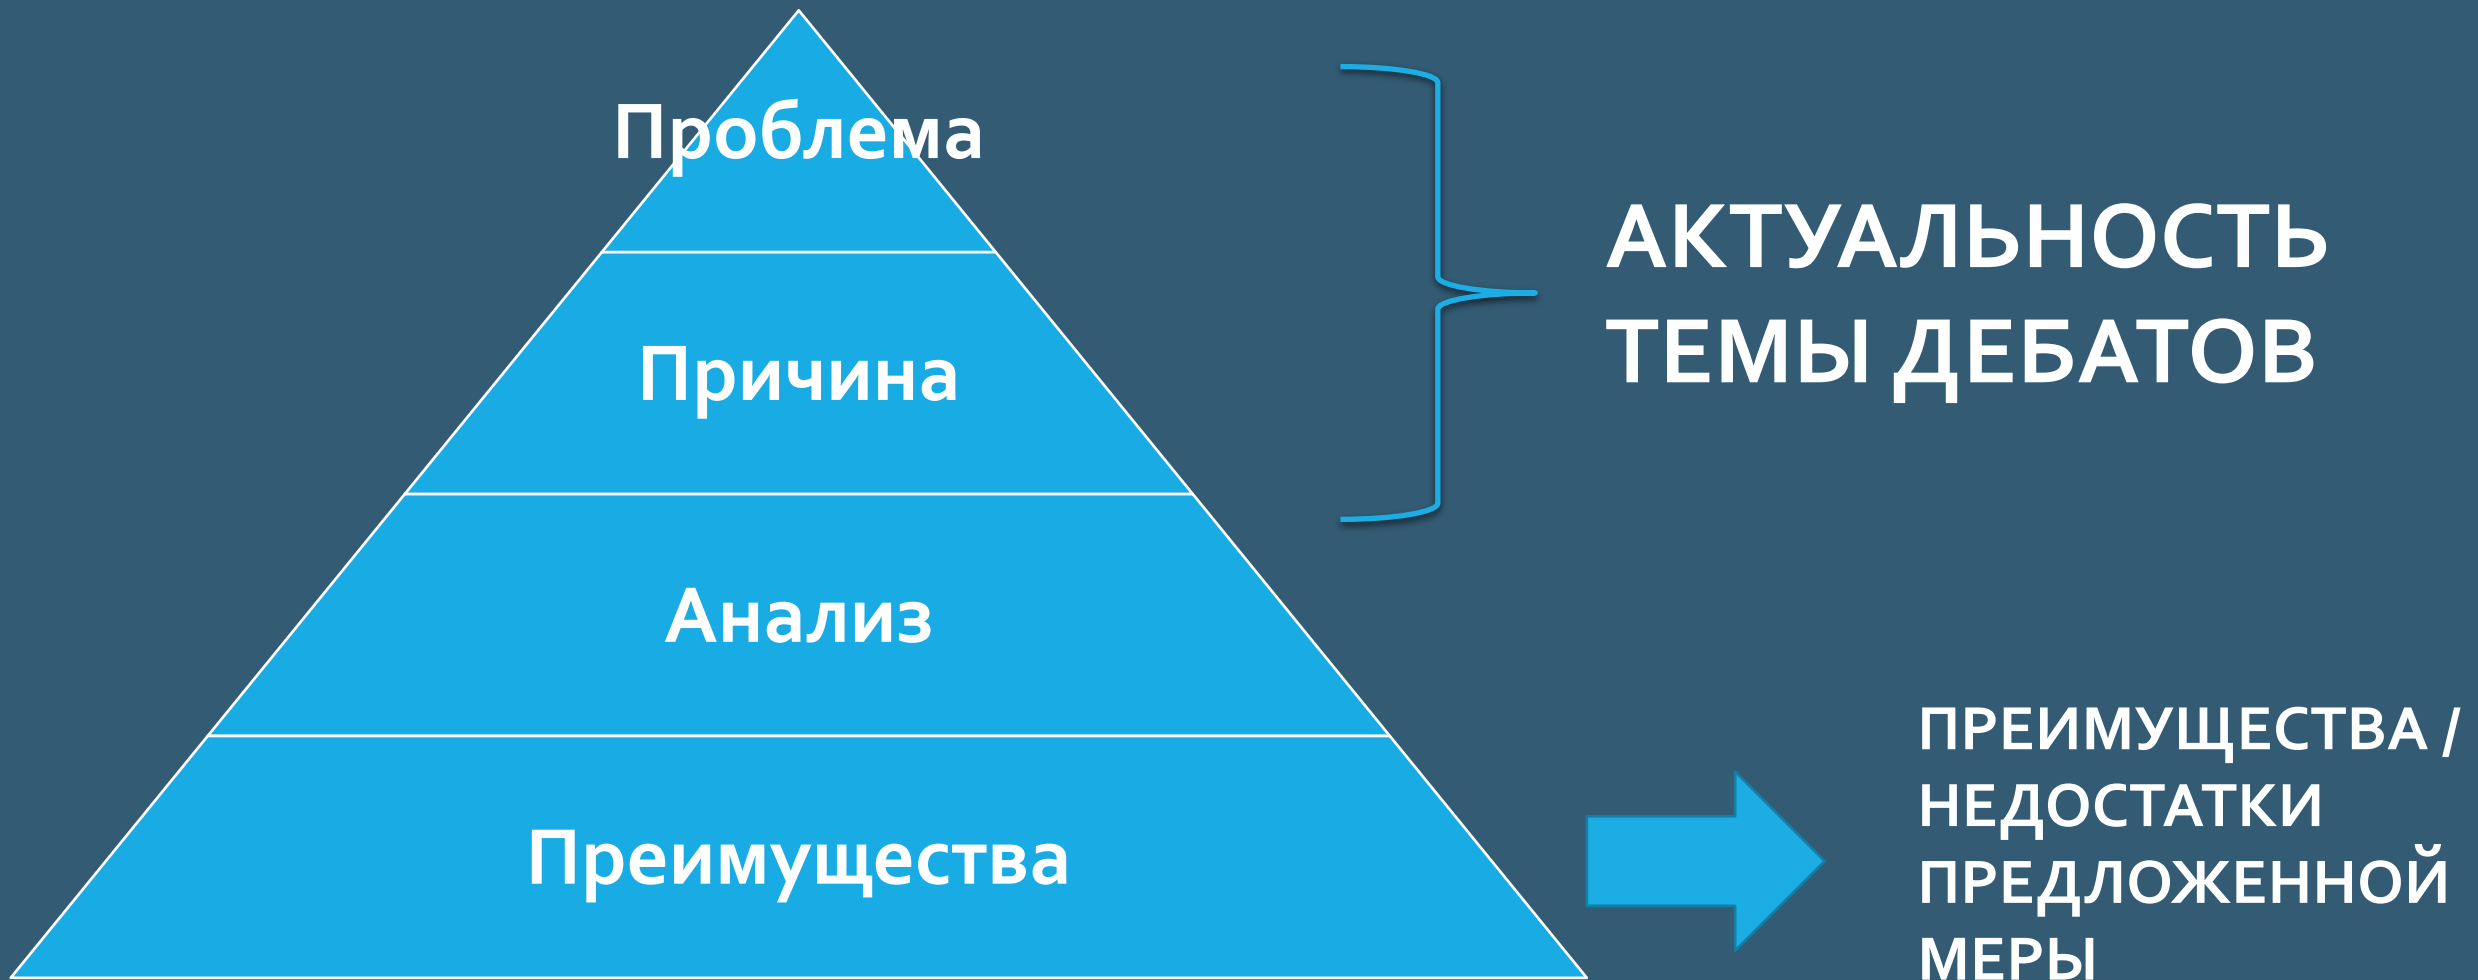 Проблема
Причина
Анализ
Преимущества
АКТУАЛЬНОСТЬ
ТЕМЫ ДЕБАТОВ
ПРЕИМУЩЕСТВА /
НЕДОСТАТКИ
ПРЕДЛОЖЕННОЙ
МЕРЫ